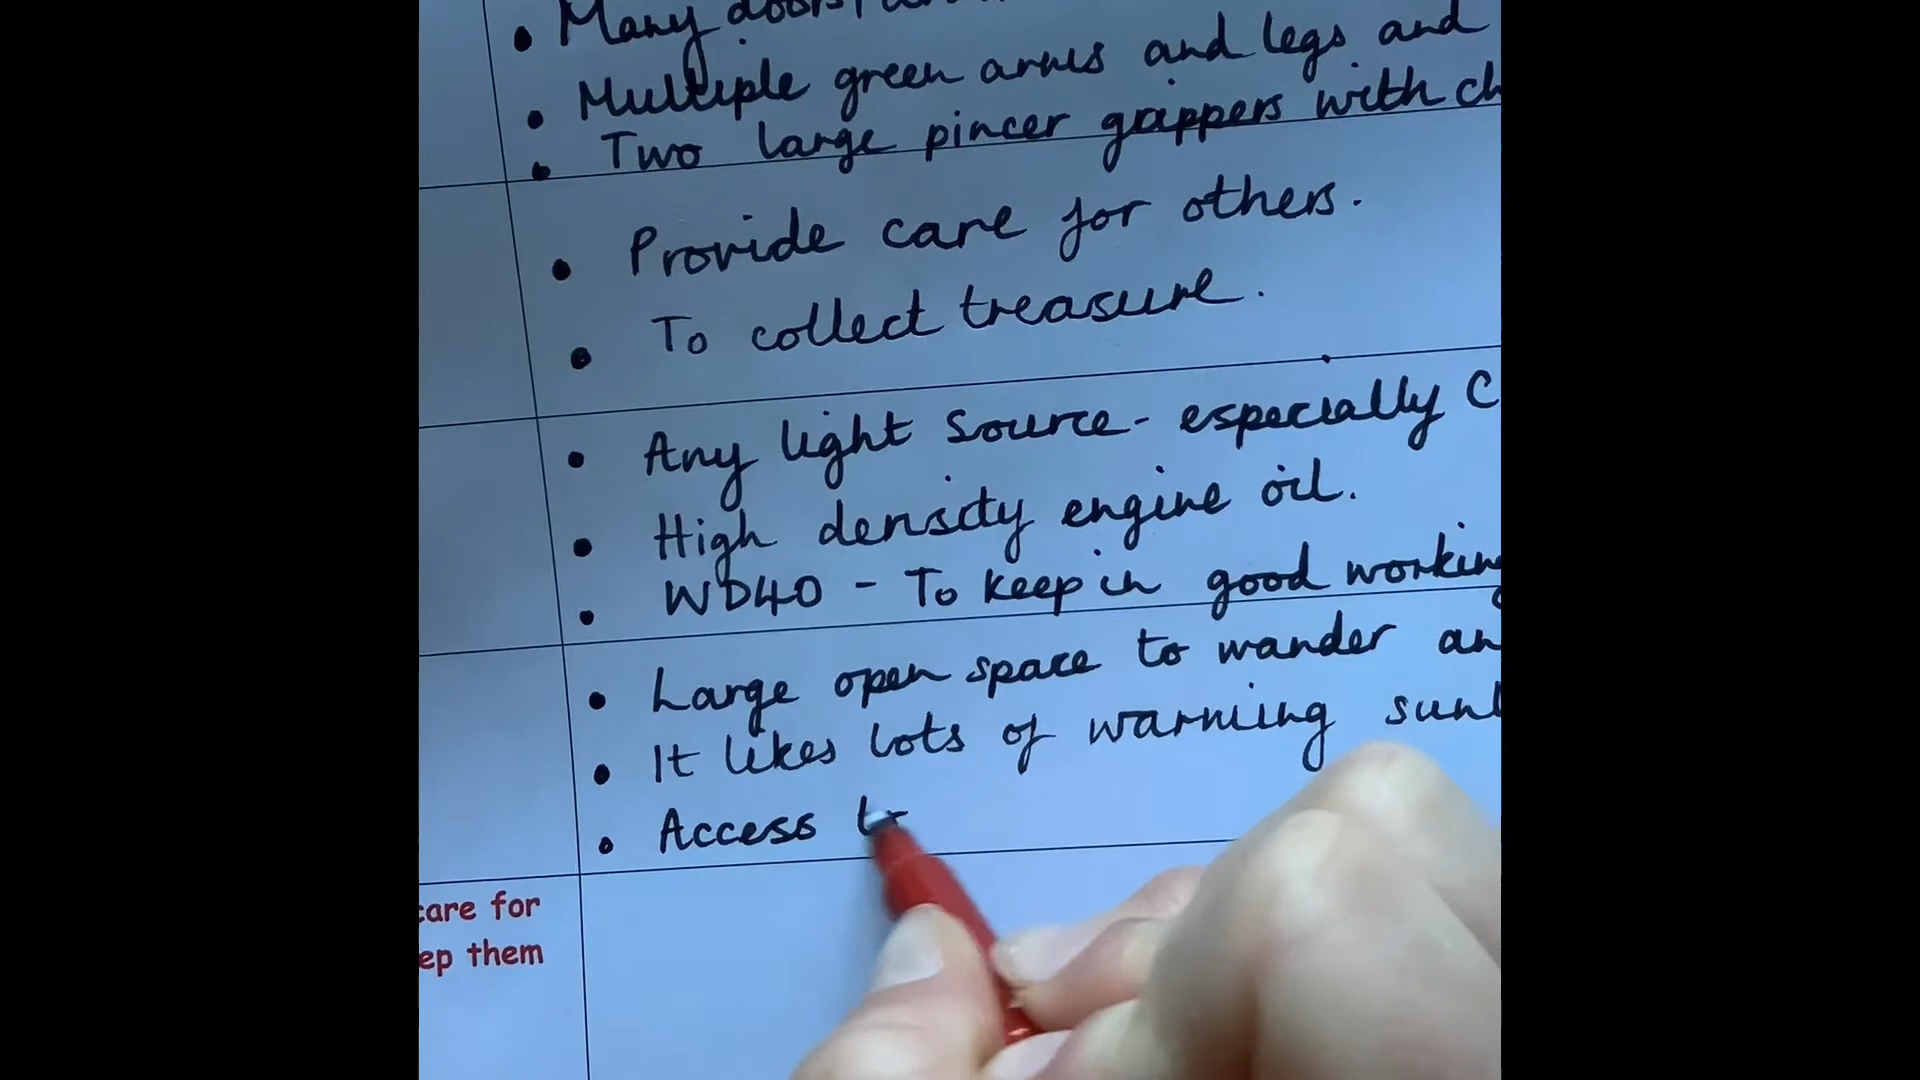 Many
Multiple green arms and legs and
Two large pincer grippers with
Provide care for others.
To collect treasure.
Any light source - especially
High density engine oil.
WD40 - To keep in good working
Large open space to wander
It likes lots of warming
Access to
care for
them